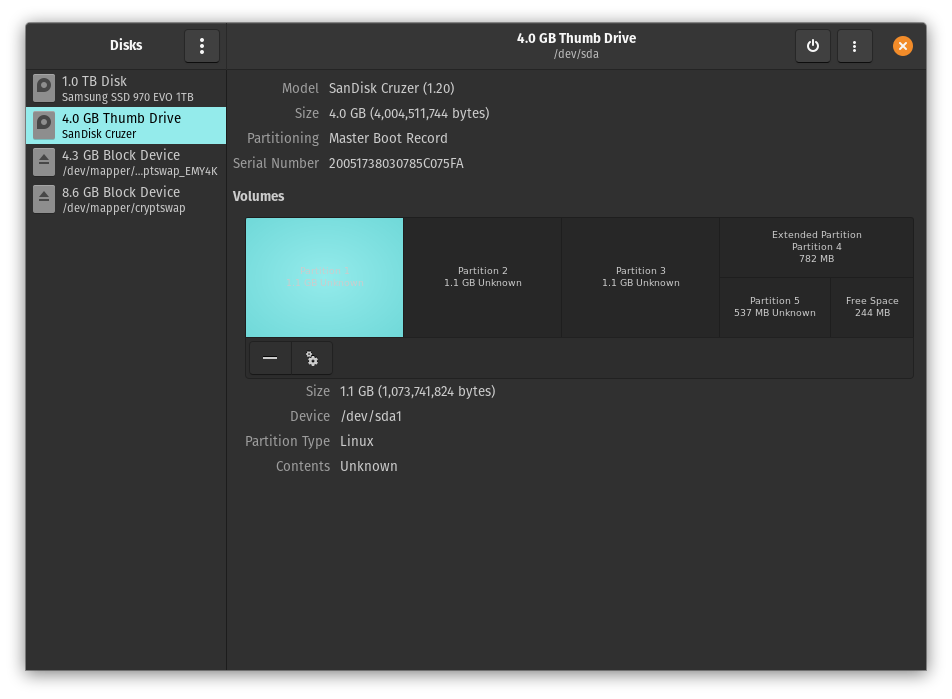 Disks
4.0 GB Thumb Drive
/dev/sda
1.0 TB Disk
Samsung SSD 970 EVO 1TB
4.0 GB Thumb Drive
SanDisk Cruzer
4.3 GB Block Device
/dev/mapper/...ptswap_EMY4K
8.6 GB Block Device
/dev/mapper/cryptswap
Model SanDisk Cruzer (1.20)
Size 4.0 GB (4,004,511,744 bytes)
Partitioning Master Boot Record
Serial Number 20051738030785C075FA
Volumes
Partition 2
1.1 GB Unknown
Partition 3
1.1 GB Unknown
Extended Partition
Partition 4
782 MB
Partition 5
537 MB Unknown
Free Space
244 MB
Size 1.1 GB (1,073,741,824 bytes)
Device /dev/sda1
Partition Type Linux
Contents Unknown